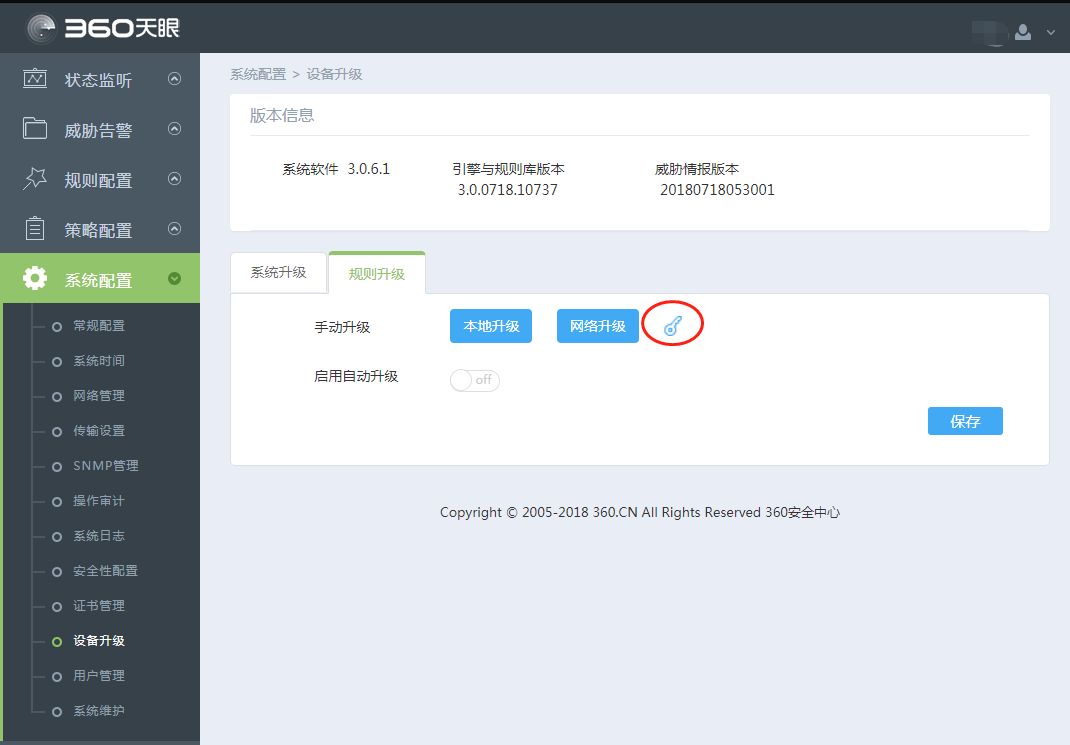 360天眼
状态监听
威胁告警
规则配置
策略配置
系统配置
常规配置
系统时间
网络管理
传输设置
SNMP管理
操作审计
系统日志
安全性配置
证书管理
设备升级
用户管理
系统维护
系统配置 > 设备升级
版本信息
系统软件 3.0.6.1
引擎与规则库版本
3.0.0718.10737
威胁情报版本
20180718053001
系统升级
规则升级
手动升级
本地升级
网络升级
启用自动升级
off
保存
Copyright © 2005-2018 360.CN All Rights Reserved 360安全中心